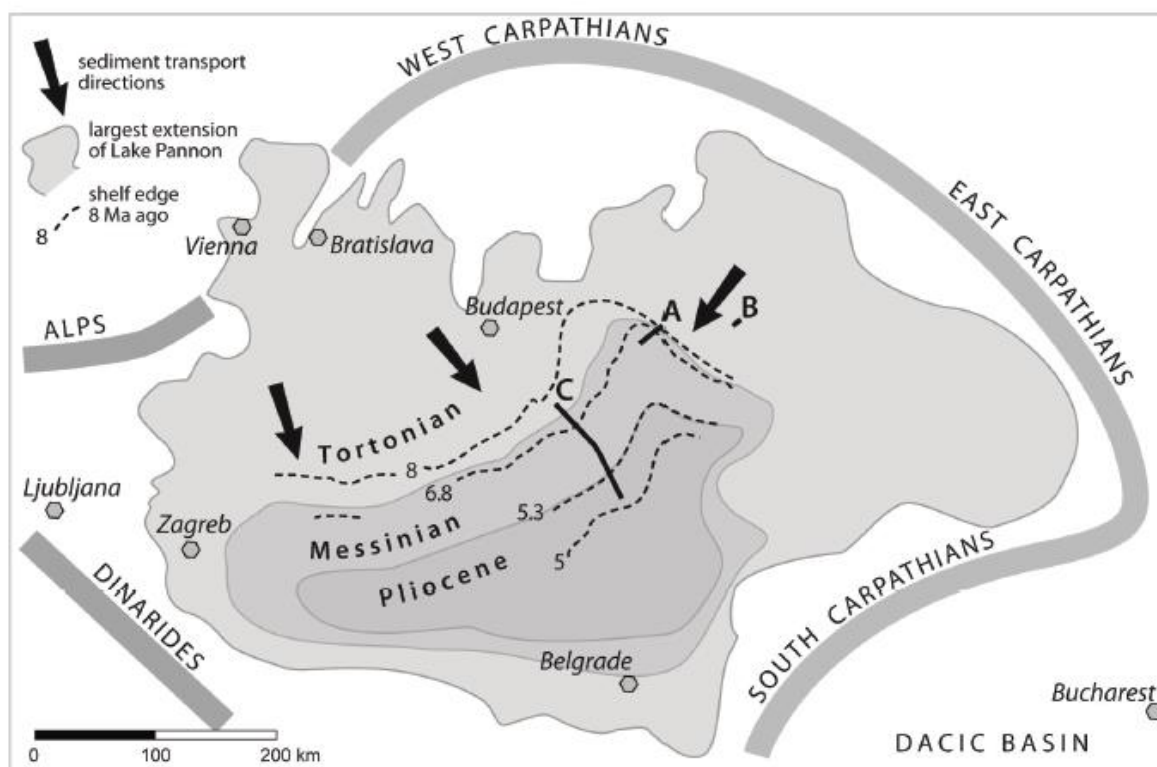 sediment transport
directions
largest extension
of Lake Pannon
shelf edge
8 Ma ago
8
WEST CARPATHIANS
EAST CARPATHIANS
SOUTH CARPATHIANS
ALPS
DINARIDES
Vienna
Bratislava
Budapest
A
B
C
Tortonian
8
6.8
5.3
5
Messinian
Pliocene
Ljubljana
Zagreb
Belgrade
Bucharest
DACIC BASIN
0 100 200 km